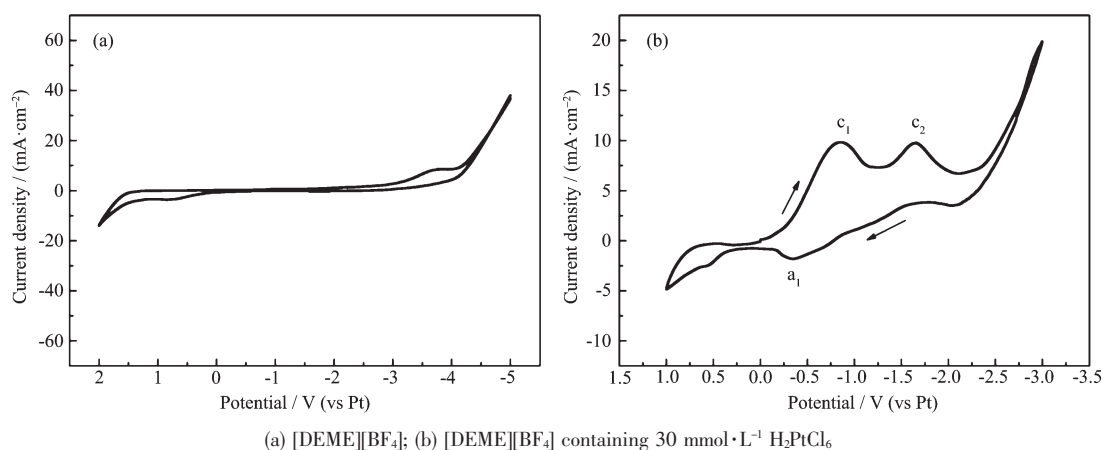 (a)
60
40
20
0
-20
-40
-60
Current density / (mA·cm⁻²)
2 1 0 -1 -2 -3 -4 -5
Potential / V (vs Pt)
(b)
20
15
10
5
0
-5
-10
Current density / (mA·cm⁻²)
c₁
c₂
a₁
1.5 1.0 0.5 0.0 -0.5 -1.0 -1.5 -2.0 -2.5 -3.0 -3.5
Potential / V (vs Pt)
(a) [DEME][BF₄]; (b) [DEME][BF₄] containing 30 mmol·L⁻¹ H₂PtCl₆